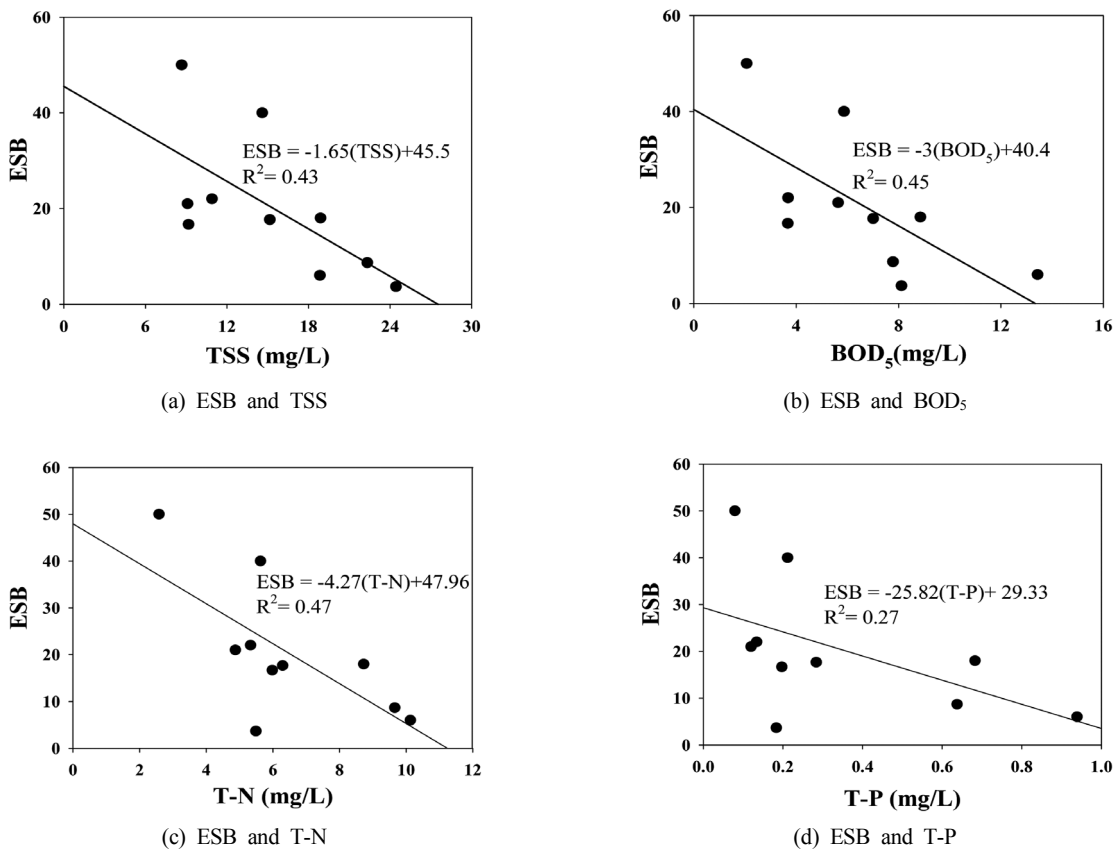 60
40
20
0
ESB
ESB = -1.65(TSS)+45.5
R²= 0.43
0 6 12 18 24 30
TSS (mg/L)
(a) ESB and TSS
60
40
20
0
ESB
ESB = -3(BOD₅)+40.4
R²= 0.45
0 4 8 12 16
BOD₅(mg/L)
(b) ESB and BOD₅
60
50
40
30
20
10
0
ESB
ESB = -4.27(T-N)+47.96
R²= 0.47
0 2 4 6 8 10 12
T-N (mg/L)
(c) ESB and T-N
60
50
40
30
20
10
0
ESB
ESB = -25.82(T-P)+ 29.33
R²= 0.27
0.0 0.2 0.4 0.6 0.8 1.0
T-P (mg/L)
(d) ESB and T-P